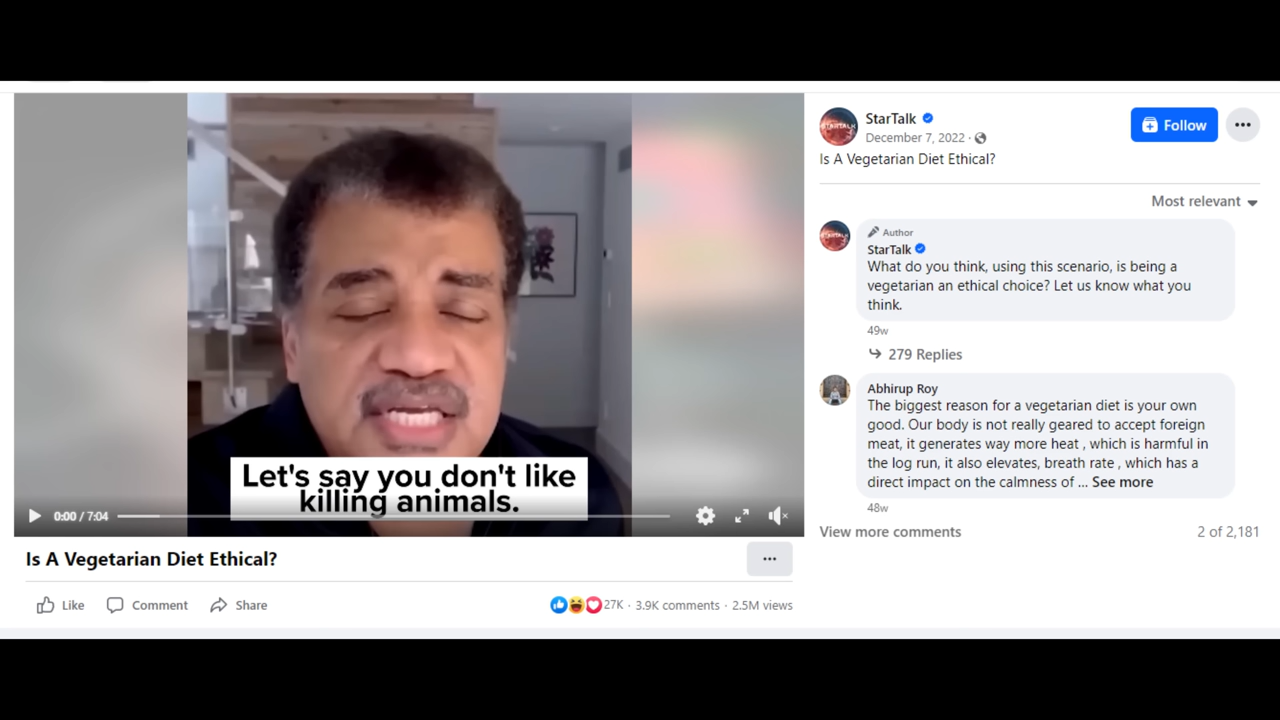 Let's say you don't like
killing animals.
0:00 / 7:04
Is A Vegetarian Diet Ethical?
Like
Comment
Share
27K · 3.9K comments · 2.5M views
STARTALK
StarTalk
December 7, 2022 ·
Follow
Is A Vegetarian Diet Ethical?
Most relevant
STARTALK
Author
StarTalk
What do you think, using this scenario, is being a
vegetarian an ethical choice? Let us know what you
think.
49w
279 Replies
Abhirup Roy
The biggest reason for a vegetarian diet is your own
good. Our body is not really geared to accept foreign
meat, it generates way more heat , which is harmful in
the log run, it also elevates, breath rate , which has a
direct impact on the calmness of ... See more
48w
View more comments
2 of 2,181